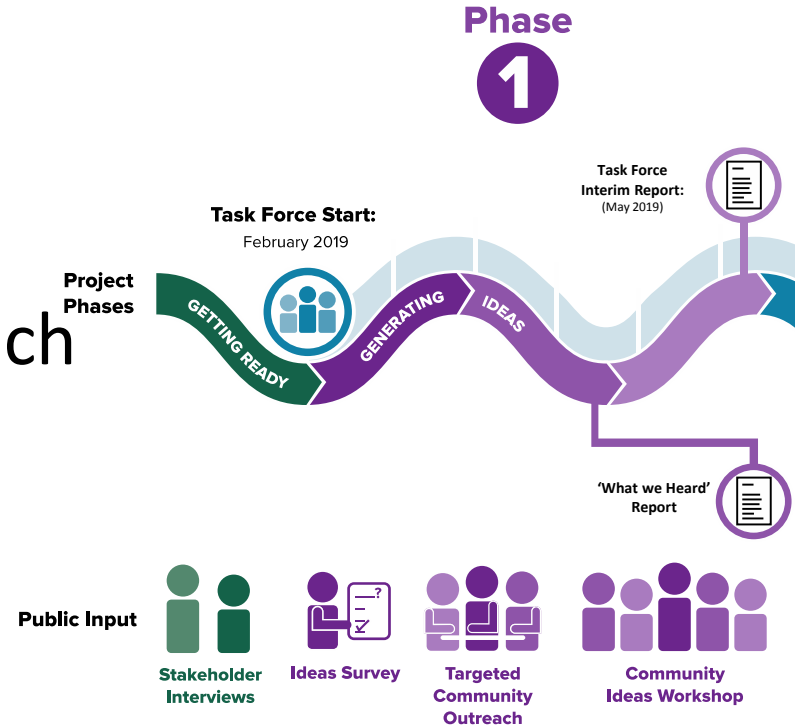 Phase
1
Task Force
Interim Report:
(May 2019)
Task Force Start:
February 2019
Project
Phases
ch
GETTING READY
GENERATING
IDEAS
'What we Heard'
Report
?
Public Input
Stakeholder
Interviews
Ideas Survey
Targeted
Community
Outreach
Community
Ideas Workshop